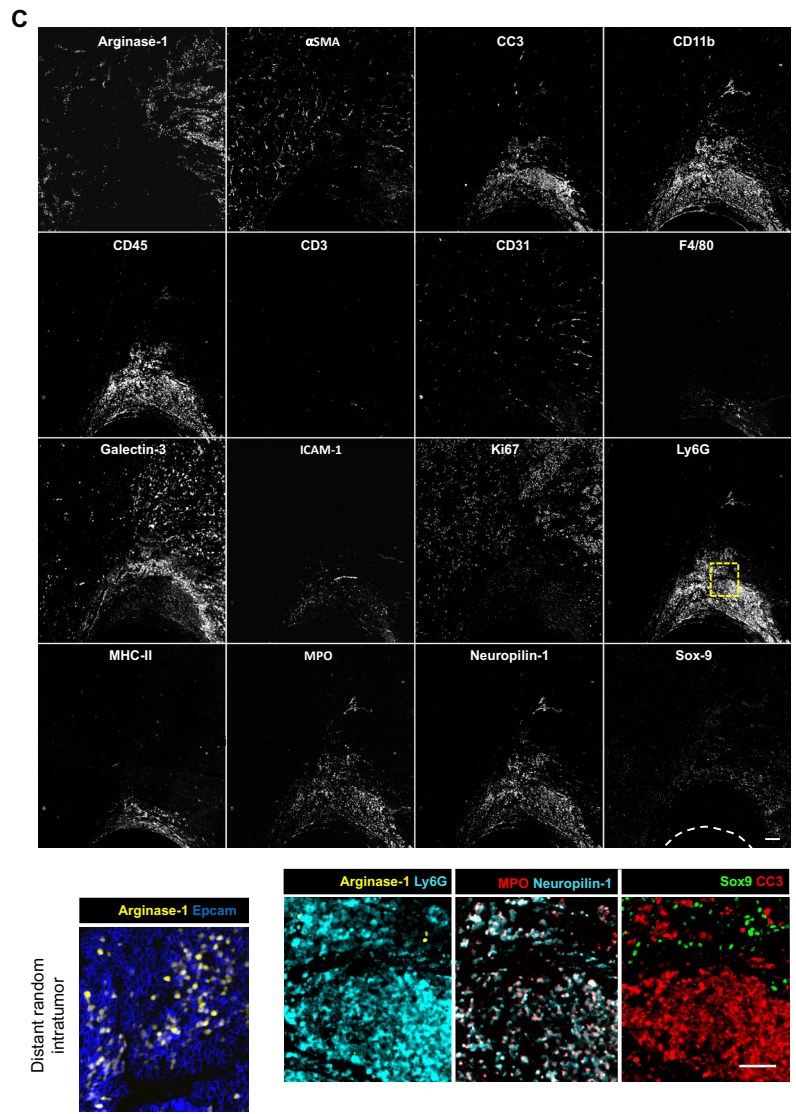 C
Arginase-1 αSMA CC3 CD11b
CD45 CD3 CD31 F4/80
Galectin-3 ICAM-1 Ki67 Ly6G
MHC-II MPO Neuropilin-1 Sox-9
Arginase-1 Ly6G MPO Neuropilin-1 Sox9 CC3
Arginase-1 Epcam
Distant random
intratumor